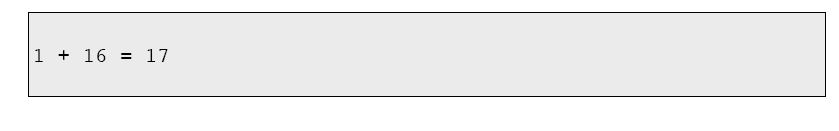 1 + 16 = 17